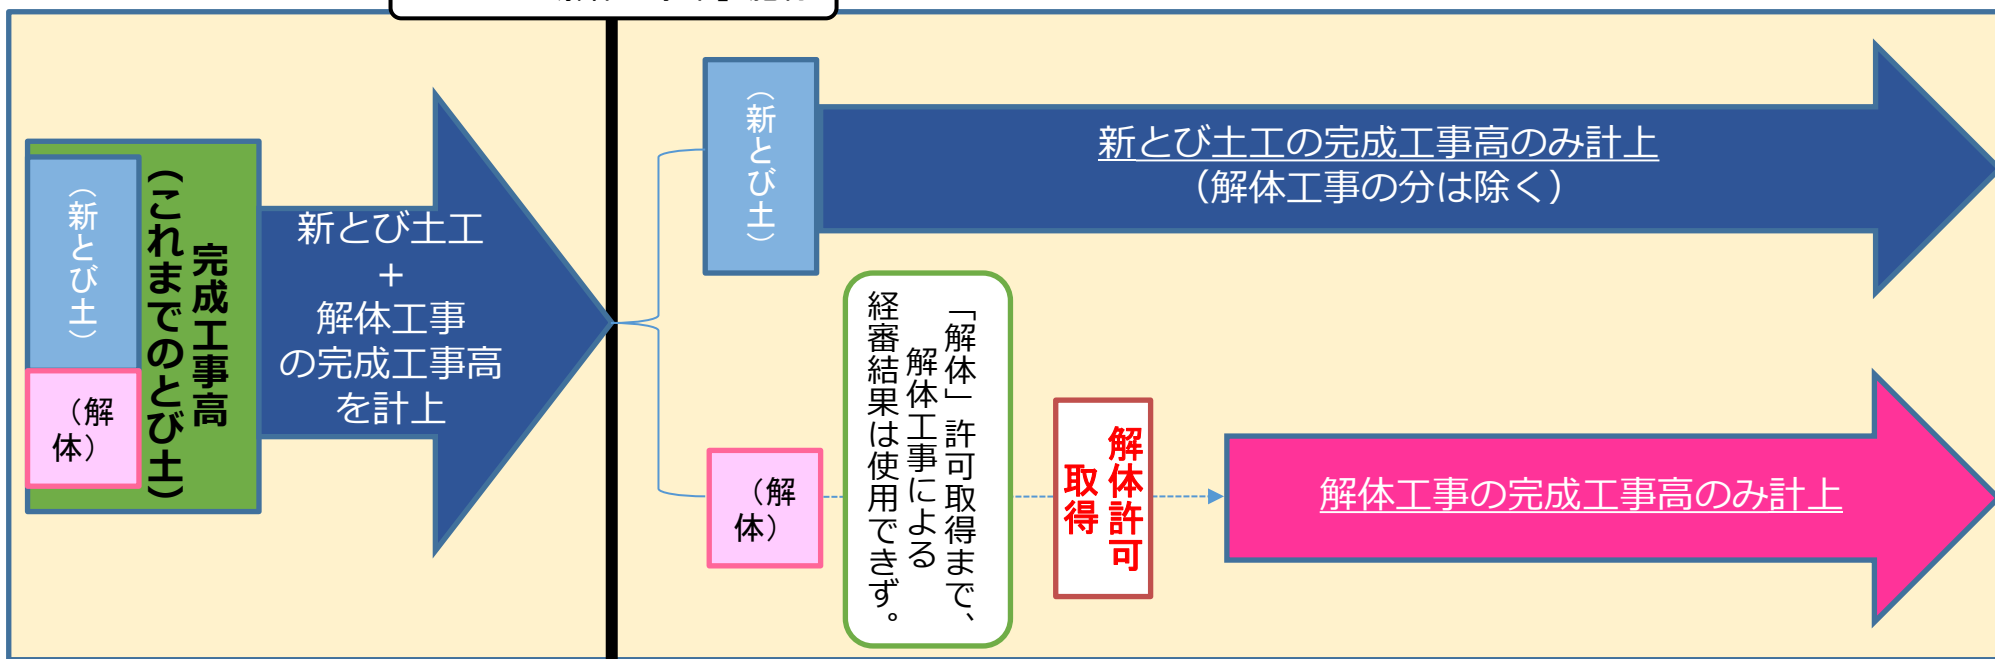 （新とび土）
（解
体）
完成工事高
（これまでのとび土）
新とび土工
＋
解体工事
の完成工事高
を計上
（新とび土）
新とび土工の完成工事高のみ計上
（解体工事の分は除く）
（解
体）
「解体」許可取得まで、
解体工事による
経審結果は使用できず。
解体許可
取得
解体工事の完成工事高のみ計上